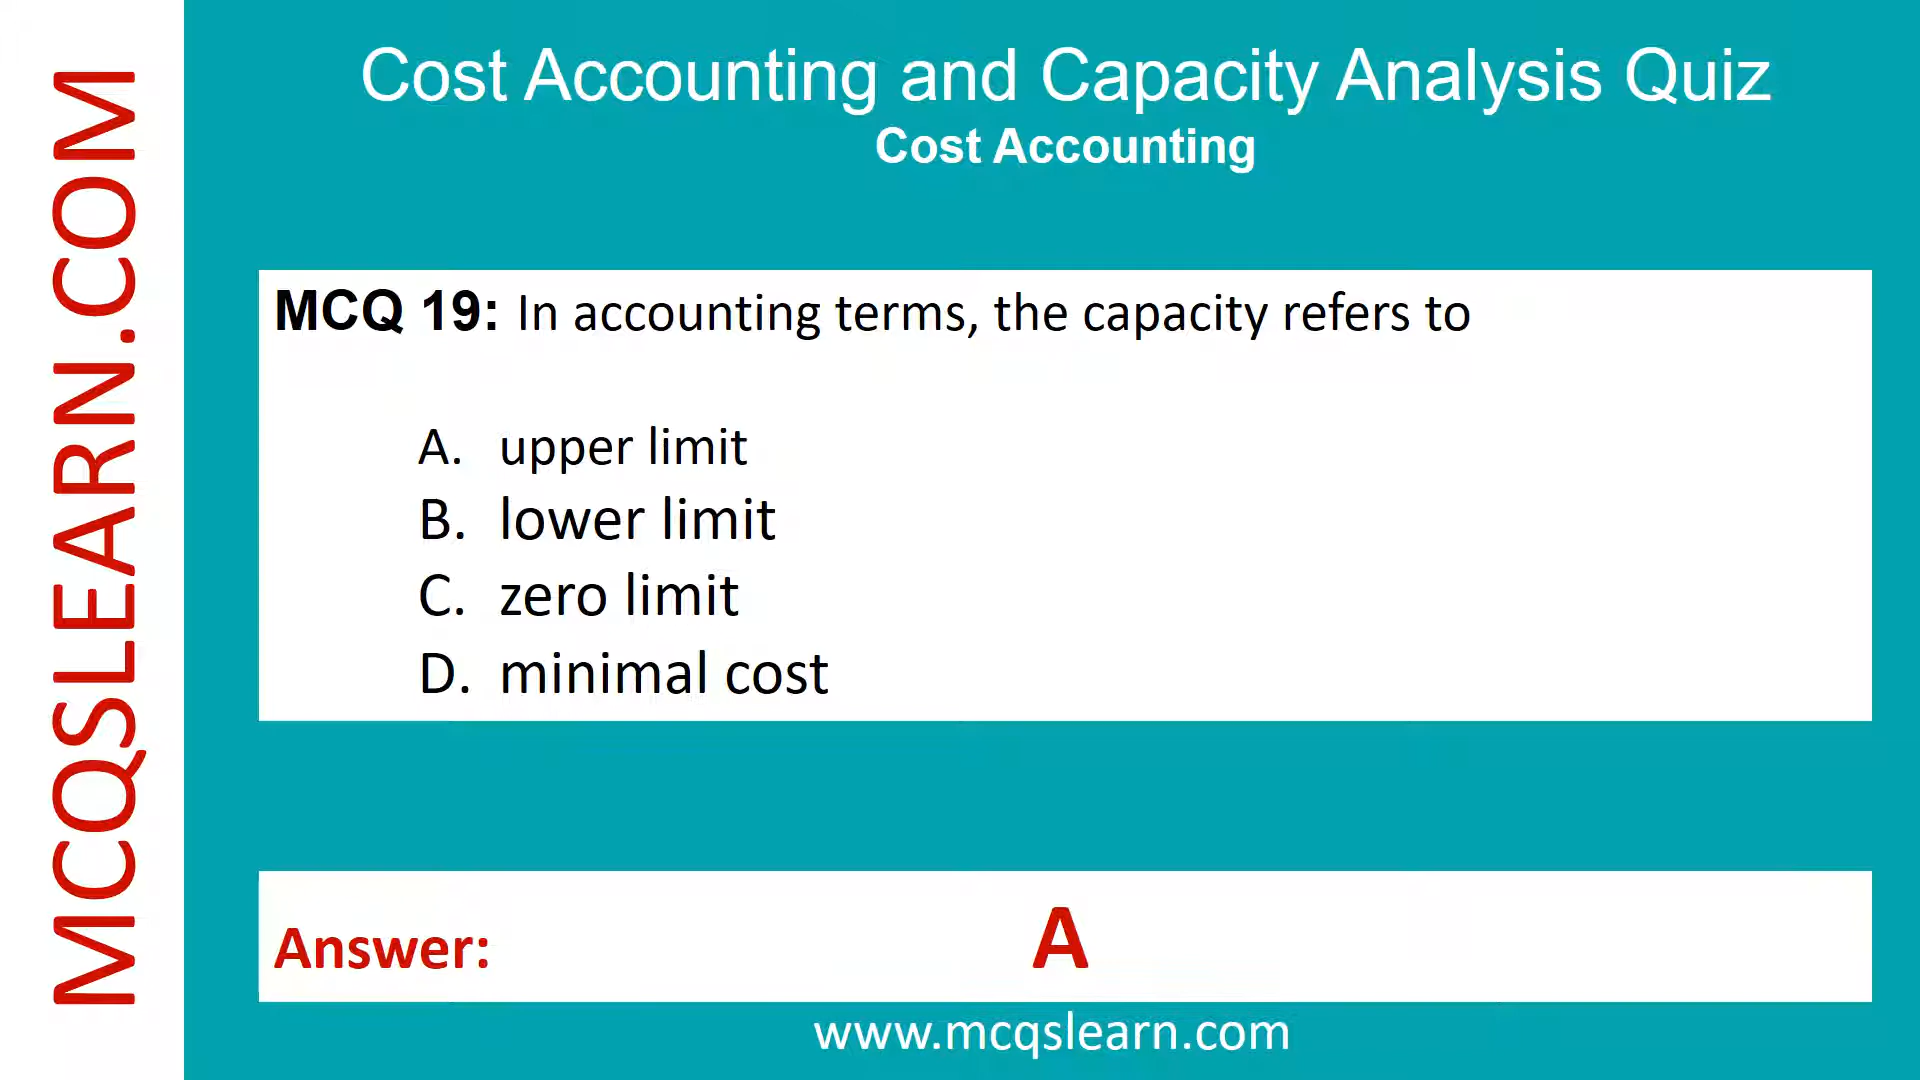 MCQSLEARN.COM
Cost Accounting and Capacity Analysis Quiz
Cost Accounting
MCQ 19: In accounting terms, the capacity refers to
A. upper limit
B. lower limit
C. zero limit
D. minimal cost
Answer: A
www.mcqslearn.com